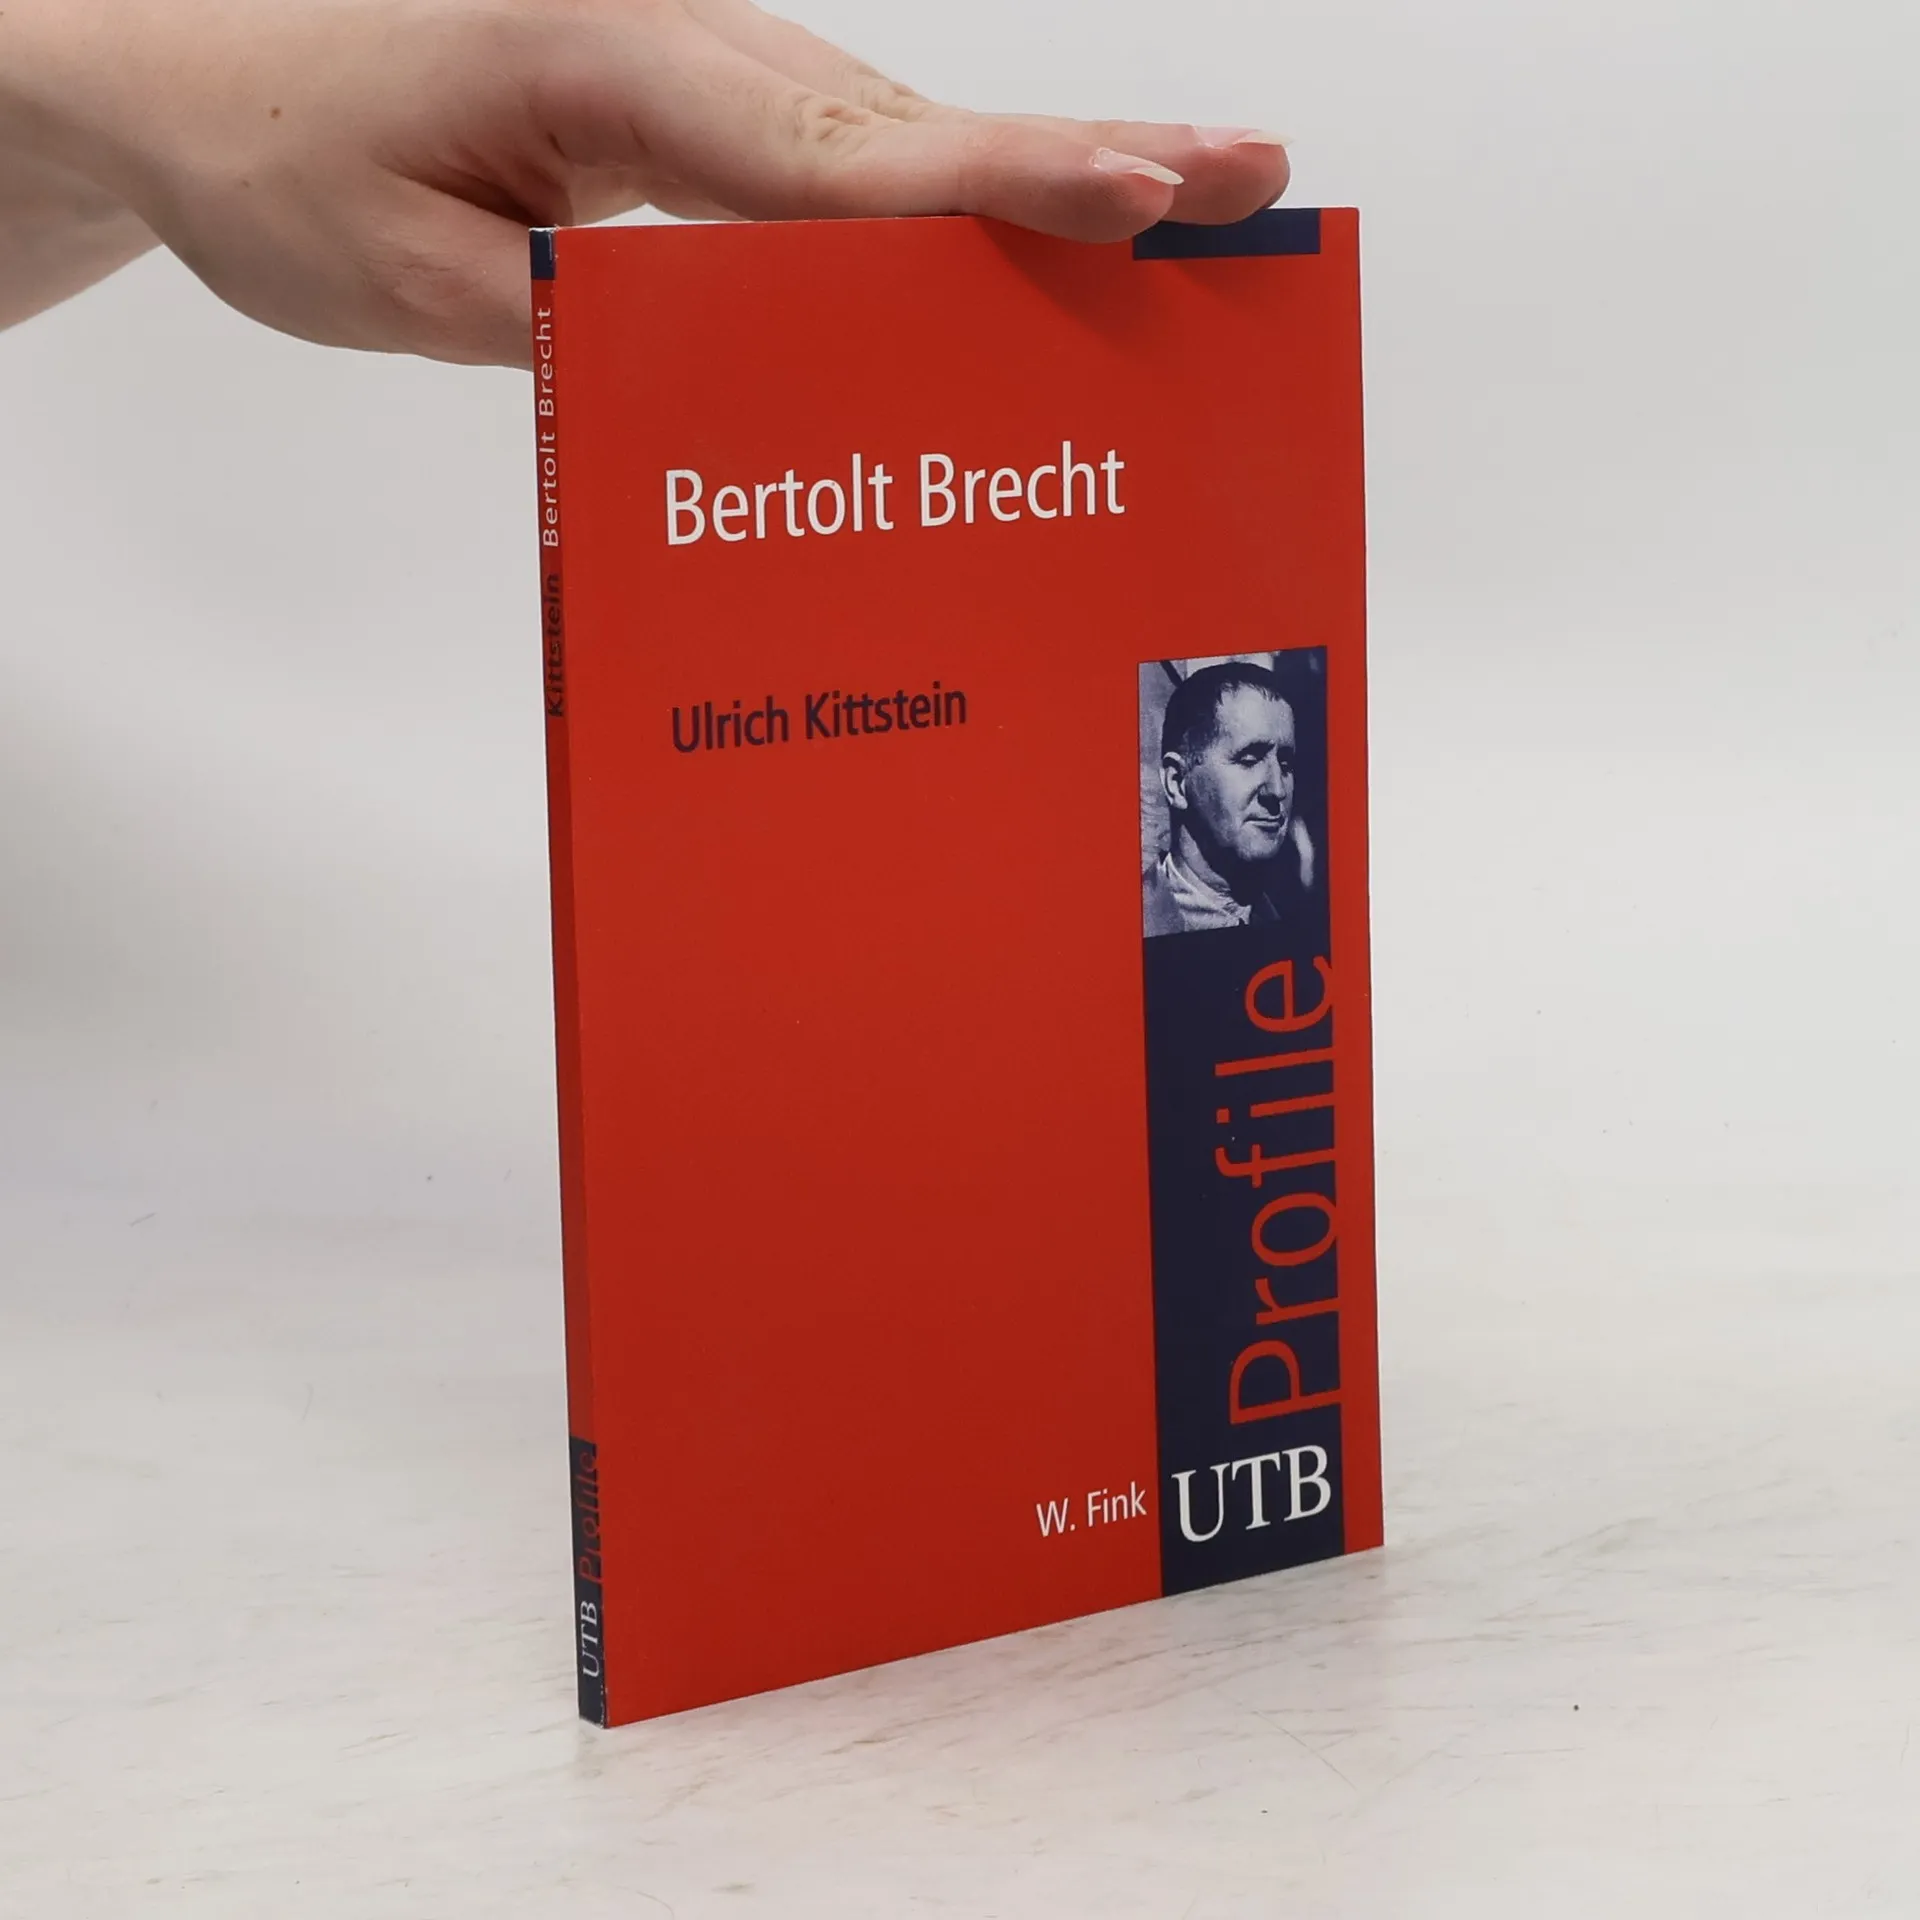 Bertolt Brecht
Ulrich Kittstein
Profile
W. Fink
UTB
Kittstein Bertolt Brecht
UTB Profile